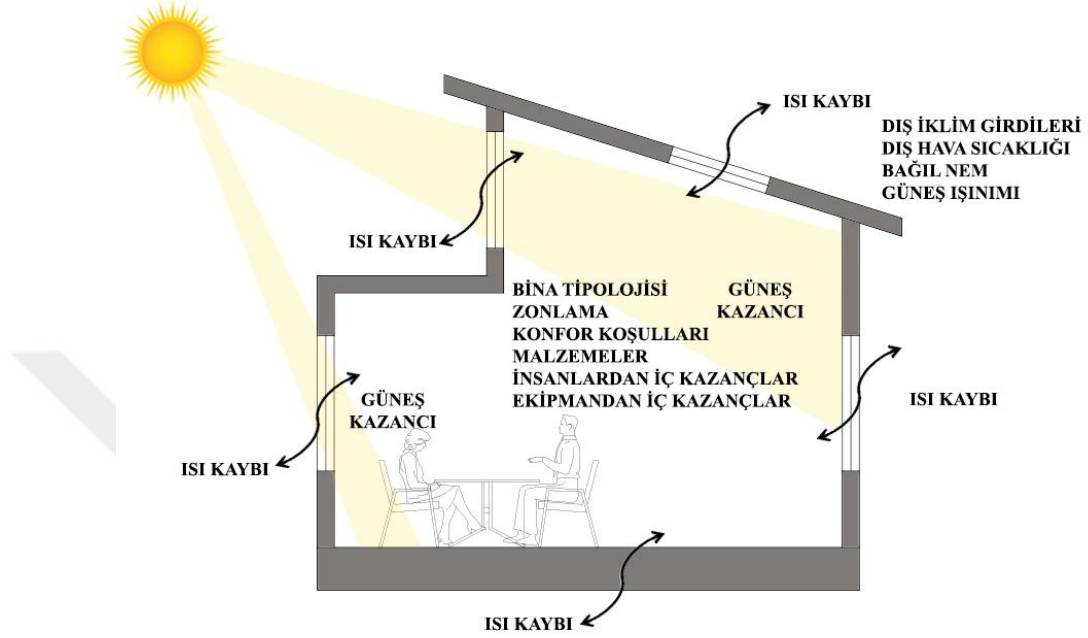 ISI KAYBI
DIŞ İKLİM GİRDİLERİ
DIŞ HAVA SICAKLIĞI
BAĞIL NEM
GÜNEŞ IŞINIMI
ISI KAYBI
BİNA TİPOLOJİSİ
ZONLAMA
KONFOR KOŞULLARI
MALZEMELER
İNSANLARDAN İÇ KAZANÇLAR
EKİPMANDAN İÇ KAZANÇLAR
GÜNEŞ
KAZANCI
GÜNEŞ
KAZANCI
ISI KAYBI
ISI KAYBI
ISI KAYBI